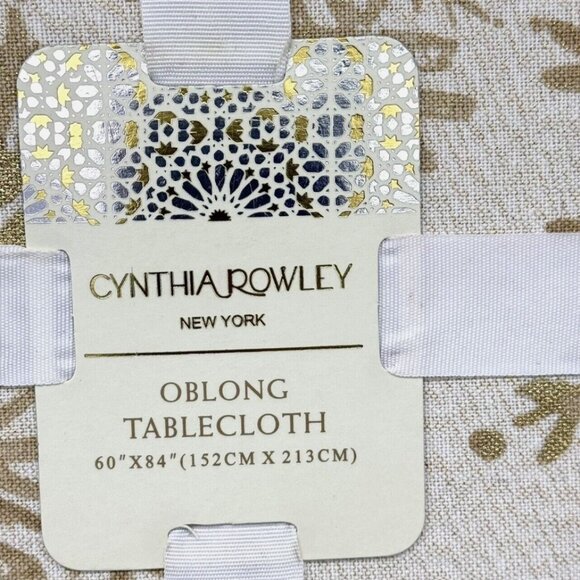 CYNTHIA ROWLEY
NEW YORK
OBLONG
TABLECLOTH
60"X84"(152CM X 213CM)